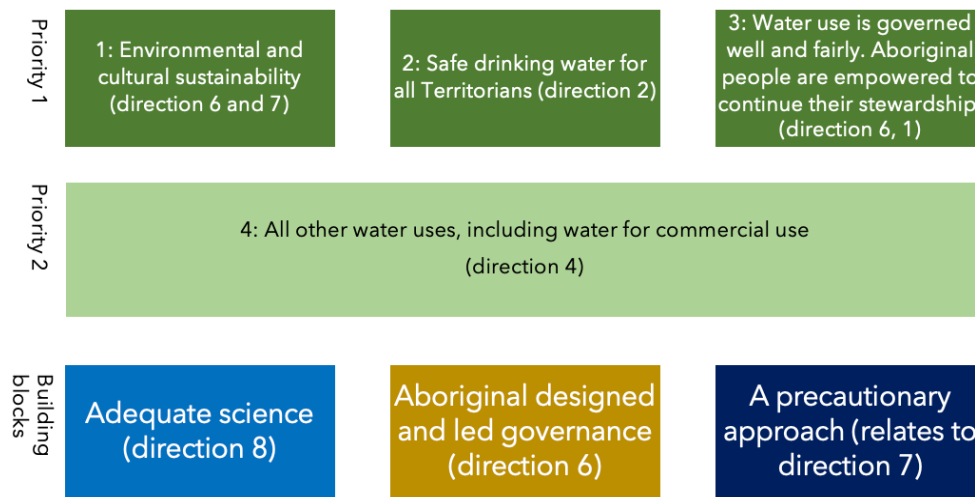 Priority 1
1: Environmental and
cultural sustainability
(direction 6 and 7)
2: Safe drinking water for
all Territorians (direction 2)
3: Water use is governed
well and fairly. Aboriginal
people are empowered to
continue their stewardship
(direction 6, 1)
Priority 2
4: All other water uses, including water for commercial use
(direction 4)
Building
blocks
Adequate science
(direction 8)
Aboriginal designed
and led governance
(direction 6)
A precautionary
approach (relates to
direction 7)